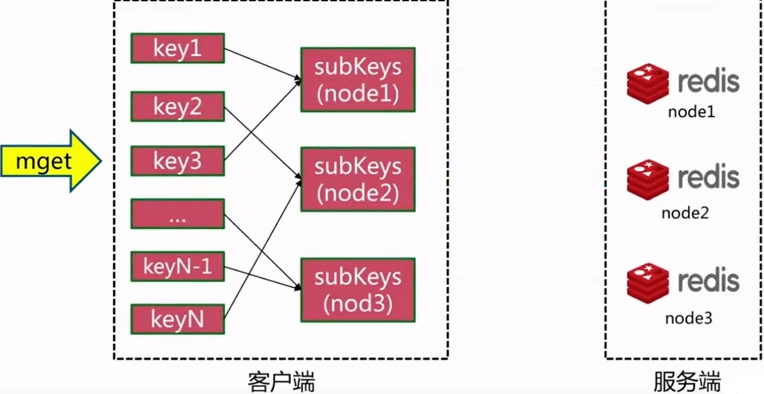 mget
key1
key2
key3
...
keyN-1
keyN
subKeys
(node1)
subKeys
(node2)
subKeys
(nod3)
客户端
redis
node1
redis
node2
redis
node3
服务端